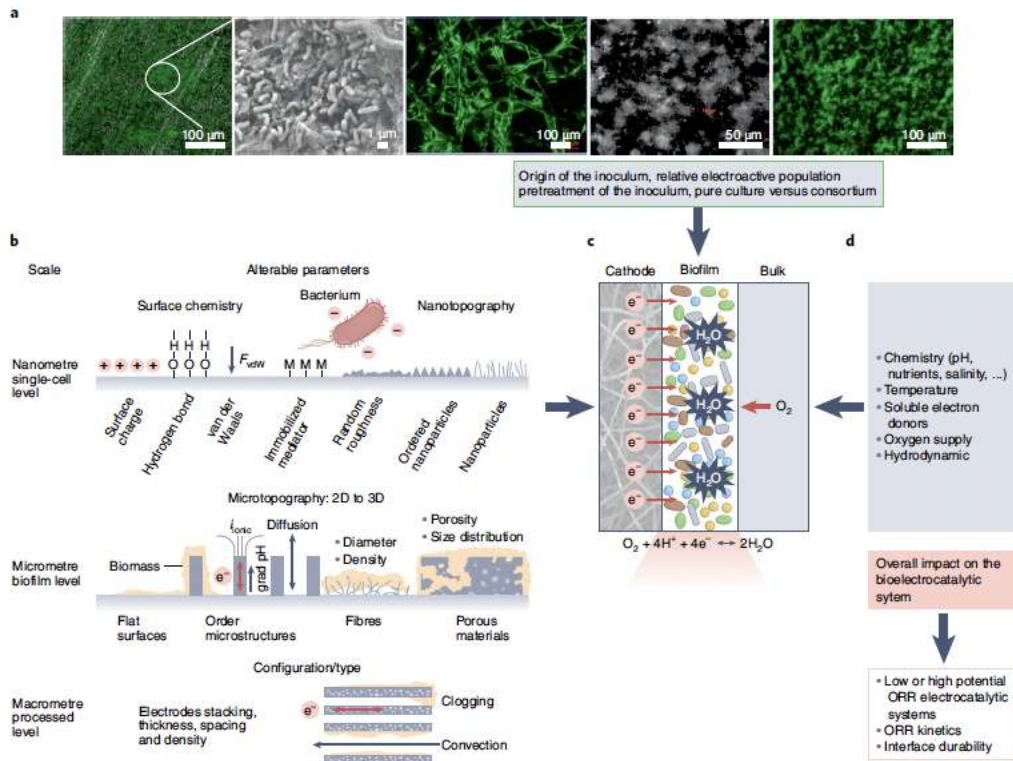 a
100 µm
1 µm
100 µm
50 µm
100 µm
Origin of the inoculum, relative electroactive population
pretreatment of the inoculum, pure culture versus consortium
b
c
d
Scale
Alterable parameters
Cathode
Biofilm
Bulk
Surface chemistry
Bacterium
Nanotopography
H H H
O O O
+ + + +
FvdW
M M M
− − − −
Nanometre
single-cell
level
Surface
charge
Hydrogen bond
van der
Waals
Immobilized
mediator
Random
roughness
Ordered
nanoparticles
Nanoparticles
e−
e−
e−
e−
e−
e−
e−
e−
H2O
H2O
H2O
O2
O2 + 4H+ + 4e− ↔ 2H2O
• Chemistry (pH,
nutrients, salinity, ...)
• Temperature
• Soluble electron
donors
• Oxygen supply
• Hydrodynamic
Microtopography: 2D to 3D
Micrometre
biofilm level
Biomass
iionic
e−
grad pH
Diffusion
• Diameter
• Density
• Porosity
• Size distribution
Flat
surfaces
Order
microstructures
Fibres
Porous
materials
Overall impact on the
bioelectrocatalytic
sytem
Configuration/type
Macrometre
processed
level
Electrodes stacking,
thickness, spacing
and density
e−
Clogging
Convection
• Low or high potential
ORR electrocatalytic
systems
• ORR kinetics
• Interface durability